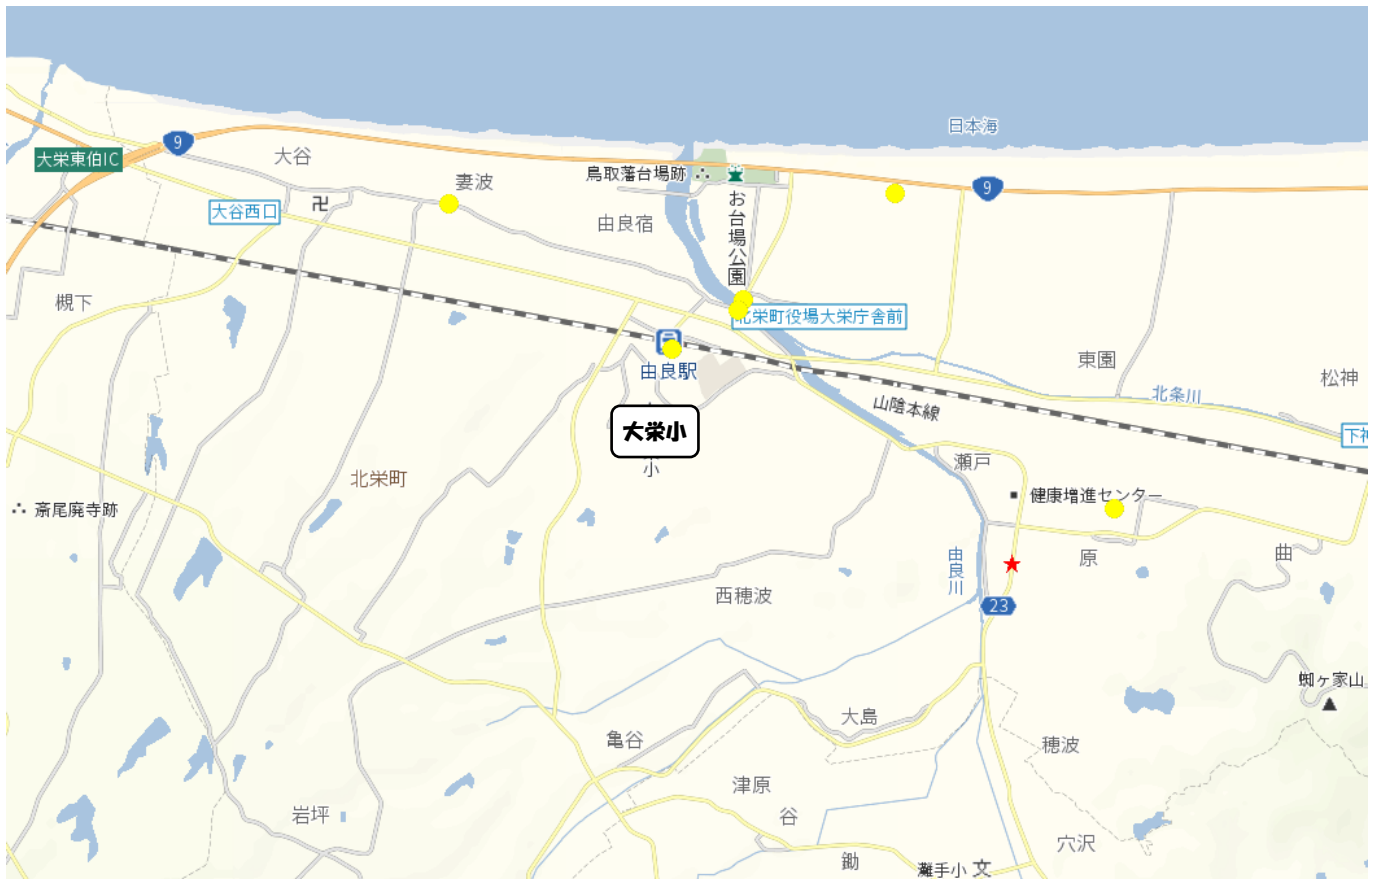 日本海
9
大栄東伯IC
大谷
鳥取藩台場跡
妻波
9
お台場公園
大谷西口
卍
由良宿
槻下
北栄町役場大栄庁舎前
東園
由良駅
松神
北条川
山陰本線
大栄小
下神
小
瀬戸
北栄町
健康増進センター
斎尾廃寺跡
原
曲
由良川
西穂波
23
蜘ヶ家山
大島
亀谷
穂波
津原
岩坪
谷
穴沢
鋤
灘手小
文